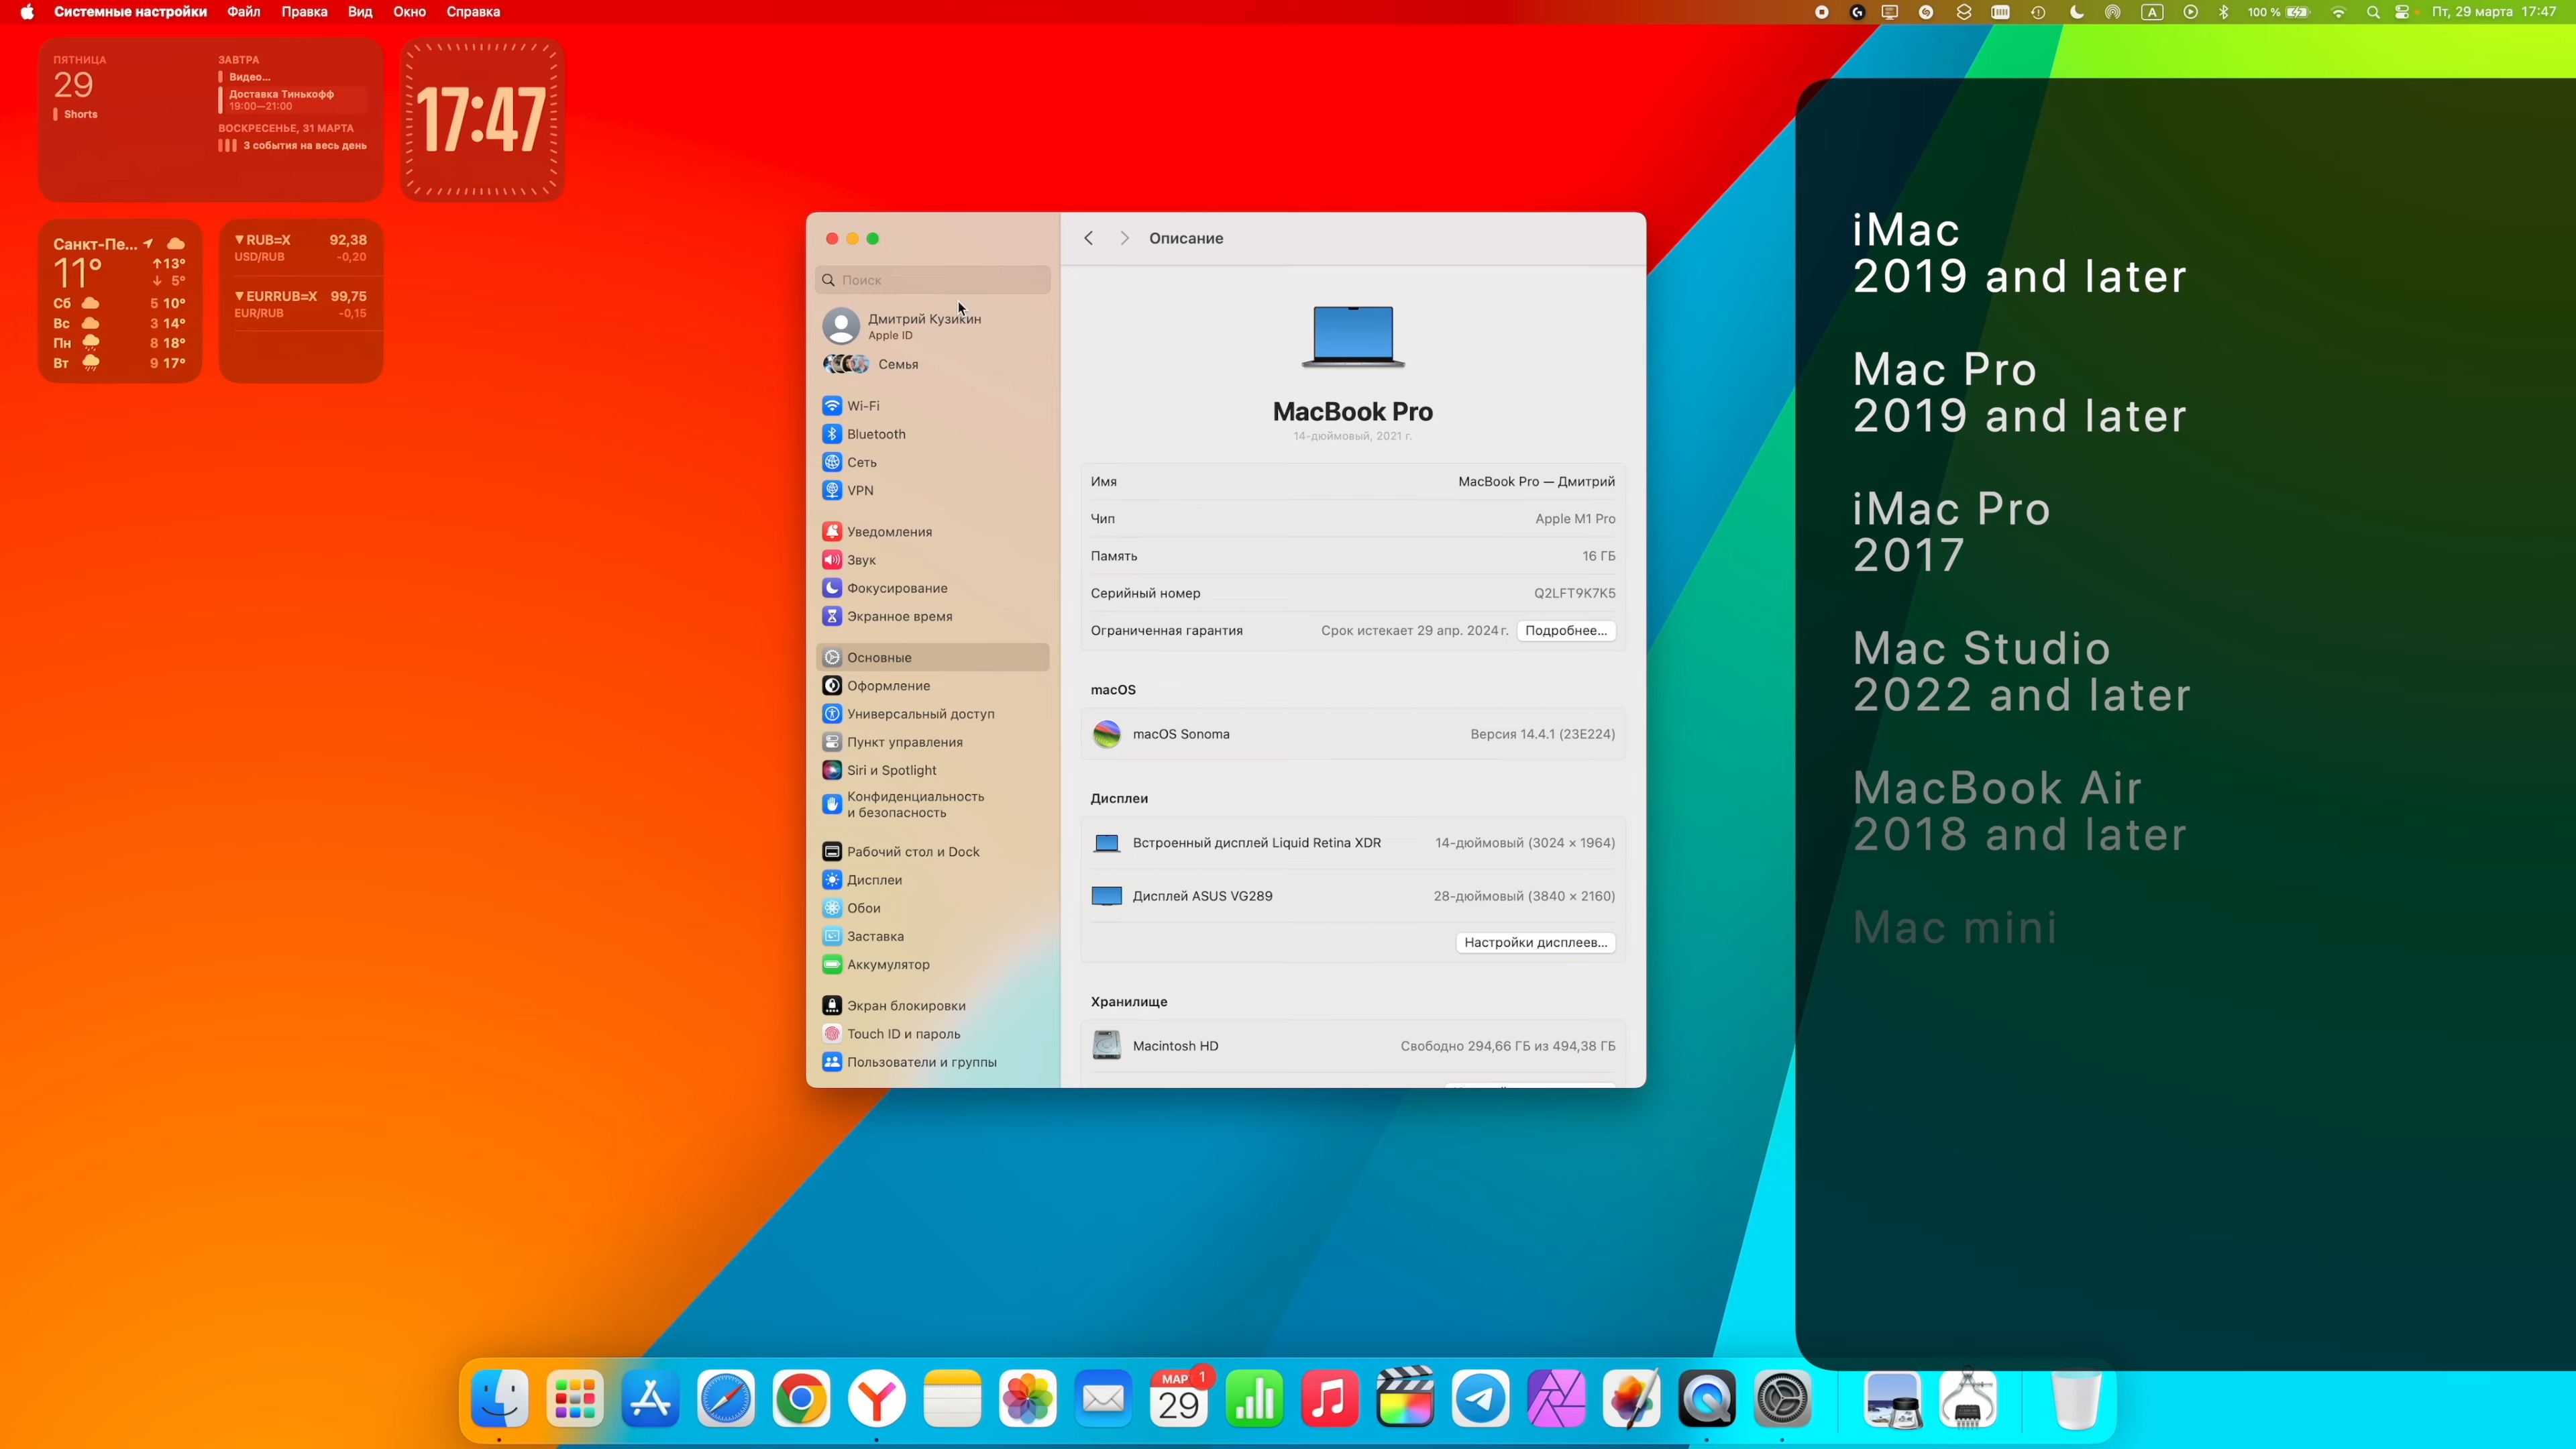 Системные настройки Файл Правка Вид Окно Справка
100 % Пт, 29 марта 17:47
ПЯТНИЦА
29
Shorts
ЗАВТРА
Видео...
Доставка Тинькофф
19:00—21:00
ВОСКРЕСЕНЬЕ, 31 МАРТА
3 события на весь день
17:47
Санкт-Пе...
11°
↑13°
↓ 5°
Сб 5 10°
Вс 3 14°
Пн 8 18°
Вт 9 17°
▼RUB=X 92,38
USD/RUB -0,20
▼EURRUB=X 99,75
EUR/RUB -0,15
Поиск
Дмитрий Кузикин
Apple ID
Семья
Wi-Fi
Bluetooth
Сеть
VPN
Уведомления
Звук
Фокусирование
Экранное время
Основные
Оформление
Универсальный доступ
Пункт управления
Siri и Spotlight
Конфиденциальность
и безопасность
Рабочий стол и Dock
Дисплеи
Обои
Заставка
Аккумулятор
Экран блокировки
Touch ID и пароль
Пользователи и группы
Описание
MacBook Pro
14-дюймовый, 2021 г.
Имя MacBook Pro — Дмитрий
Чип Apple M1 Pro
Память 16 ГБ
Серийный номер Q2LFT9K7K5
Ограниченная гарантия Срок истекает 29 апр. 2024 г. Подробнее...
macOS
macOS Sonoma Версия 14.4.1 (23E224)
Дисплеи
Встроенный дисплей Liquid Retina XDR 14-дюймовый (3024 × 1964)
Дисплей ASUS VG289 28-дюймовый (3840 × 2160)
Настройки дисплеев...
Хранилище
Macintosh HD Свободно 294,66 ГБ из 494,38 ГБ
iMac
2019 and later
Mac Pro
2019 and later
iMac Pro
2017
Mac Studio
2022 and later
MacBook Air
2018 and later
Mac mini
МАР 1
29